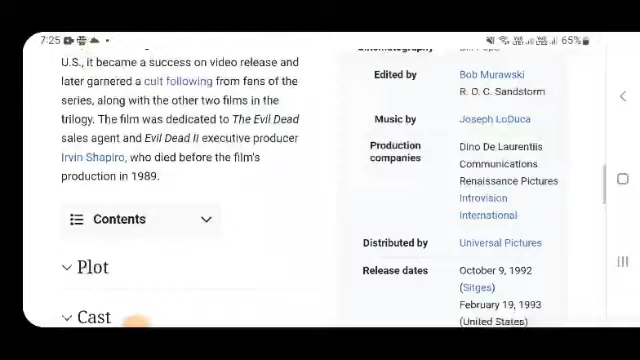 7:25
65%
U.S., it became a success on video release and
later garnered a cult following from fans of the
series, along with the other two films in the
trilogy. The film was dedicated to The Evil Dead
sales agent and Evil Dead II executive producer
Irvin Shapiro, who died before the film's
production in 1989.
Contents
Plot
Cast
Cinematography
Edited by
Bob Murawski
R. O. C. Sandstorm
Music by
Joseph LoDuca
Production
companies
Dino De Laurentiis
Communications
Renaissance Pictures
Introvision
International
Distributed by
Universal Pictures
Release dates
October 9, 1992
(Sitges)
February 19, 1993
(United States)